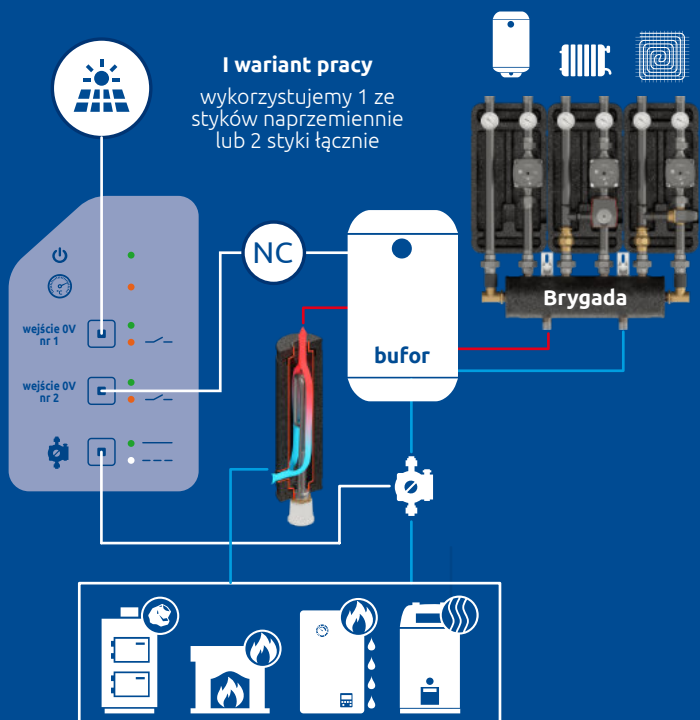 I wariant pracy
wykorzystujemy 1 ze
styków naprzemiennie
lub 2 styki łącznie
NC
°C
wejście 0V
nr 1
wejście 0V
nr 2
bufor
Brygada